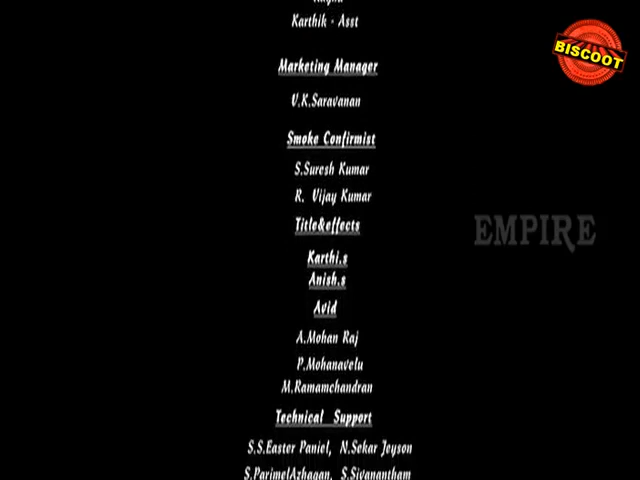 Karthik - Asst
BISCOOT
Marketing Manager
V.K.Saravanan
Smoke Confirmist
S.Suresh Kumar
R. Vijay Kumar
Title&effects
EMPIRE
Karthi.s
Anish.s
Avid
A.Mohan Raj
P.Mohanavelu
M.Ramamchandran
Technical Support
S.S.Easter Paniel, N.Sekar Jeyson
S.ParimelAzhagan, S.Sivanantham